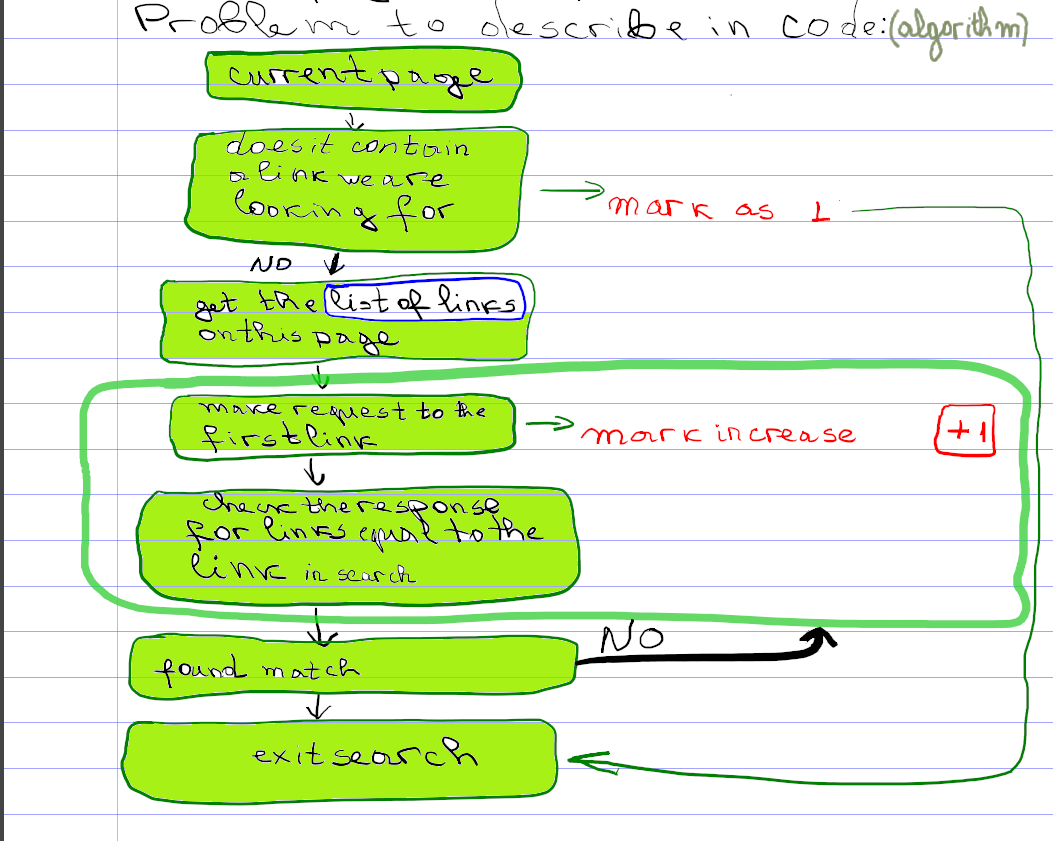 Problem to describe in code: (algorithm)
current page
does it contain
a link we are
looking for
mark as 1
NO
get the list of links
on this page
make request to the
first link
mark increase
+1
check the response
for links equal to the
link in search
NO
found match
exit search